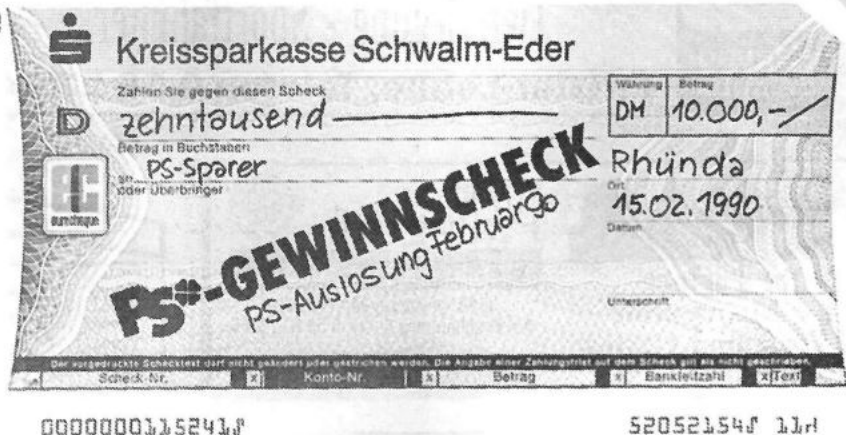 Kreissparkasse Schwalm-Eder
Zahlen Sie gegen diesen Scheck
zehntausend
Betrag in Buchstaben
PS-Sparer
oder Überbringer
Währung Betrag
DM 10.000,-
Rhünda
Ort
15.02.1990
Datum
Unterschrift
D
EC
eurocheque
PS-GEWINNSCHECK
PS-Auslosung Februar 90
Der vorgedruckte Schecktext darf nicht geändert oder gestrichen werden. Die Angabe einer Zahlungsfrist auf dem Scheck gilt als nicht geschrieben.
Scheck-Nr. x Konto-Nr. x Betrag x Bankleitzahl x Text
0000000115241⑀ 52052154⑀ 11⑁